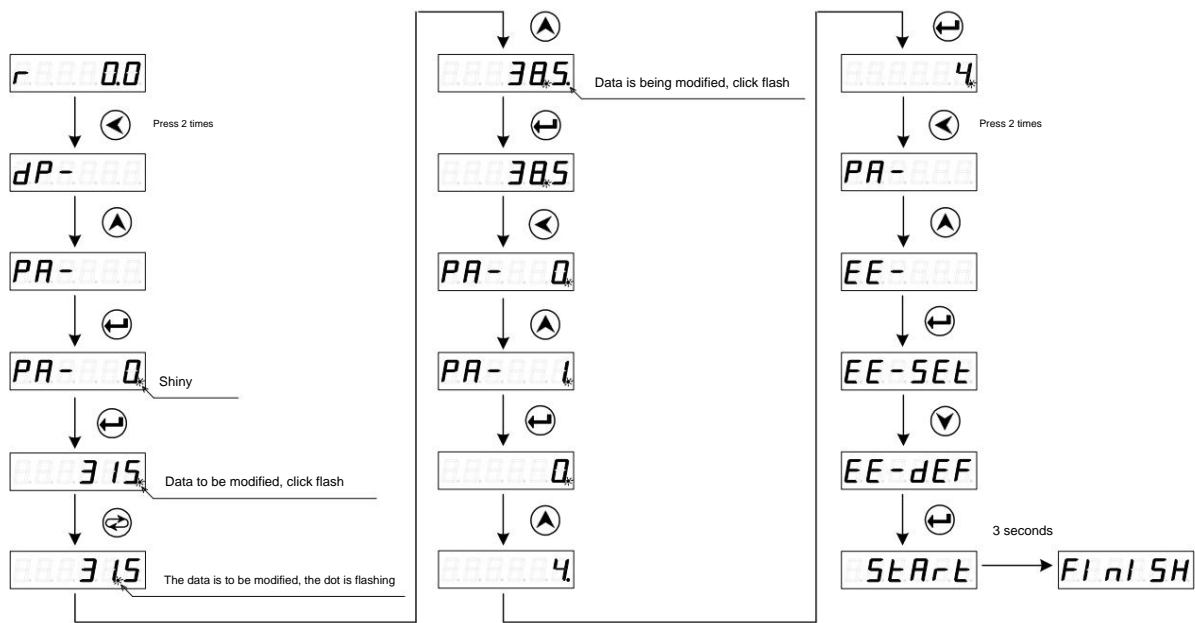 r 0.0
Press 2 times
dP-
PA-
PA- 0.
Shiny
315.
Data to be modified, click flash
31.5
The data is to be modified, the dot is flashing
38.5.
Data is being modified, click flash
38.5
PA- 0.
PA- 1.
0.
4.
4.
Press 2 times
PA-
EE-
EE-SEt
EE-dEF
StArt
3 seconds
FInISH